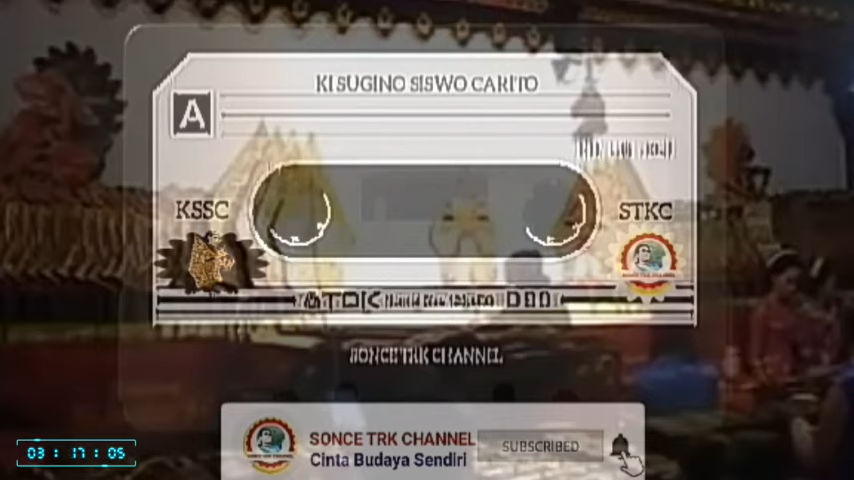 KI SUGINO SISWO CARITO
A
KSSC
STKC
SONCE TRK CHANNEL
SONCE TRK CHANNEL
Cinta Budaya Sendiri
SUBSCRIBED
03 : 17 : 05